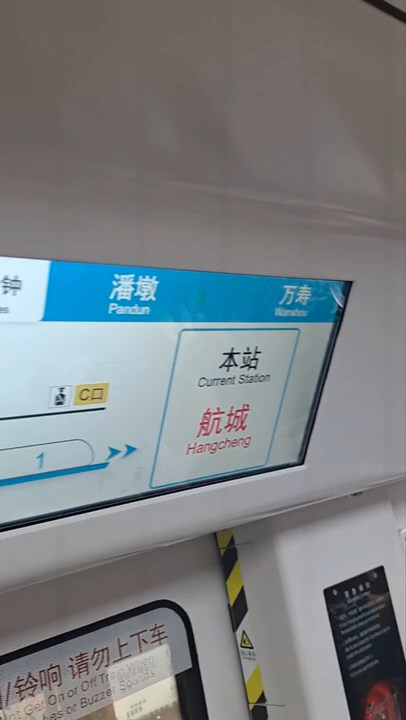 钟
潘墩
Pandun
万寿
Wanshou
本站
Current Station
航城
Hangcheng
C口
1
/铃响 请勿上下车
Get On or Off Train When
or Buzzer Sounds